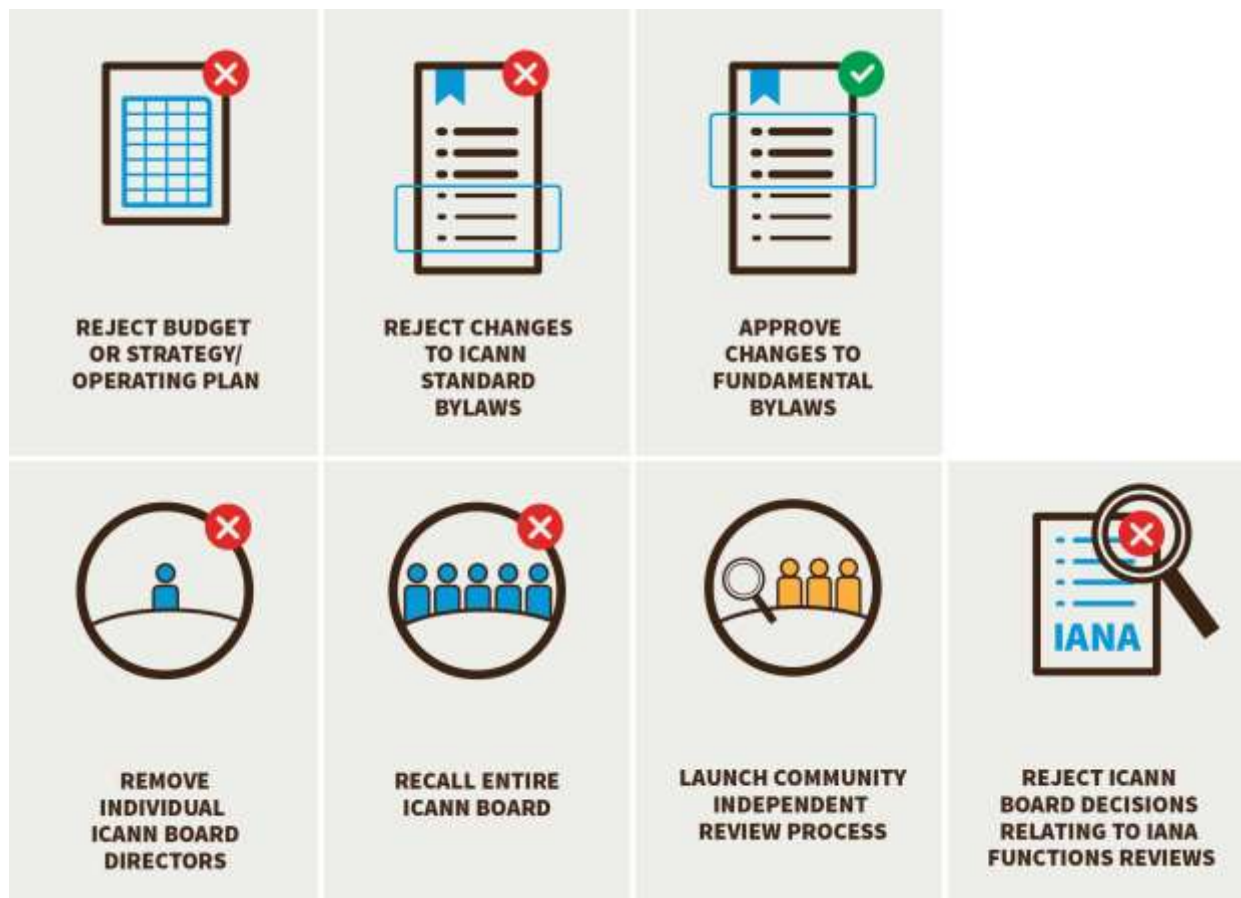 REJECT BUDGET
OR STRATEGY/
OPERATING PLAN
REJECT CHANGES
TO ICANN
STANDARD
BYLAWS
APPROVE
CHANGES TO
FUNDAMENTAL
BYLAWS
REMOVE
INDIVIDUAL
ICANN BOARD
DIRECTORS
RECALL ENTIRE
ICANN BOARD
LAUNCH COMMUNITY
INDEPENDENT
REVIEW PROCESS
IANA
REJECT ICANN
BOARD DECISIONS
RELATING TO IANA
FUNCTIONS REVIEWS